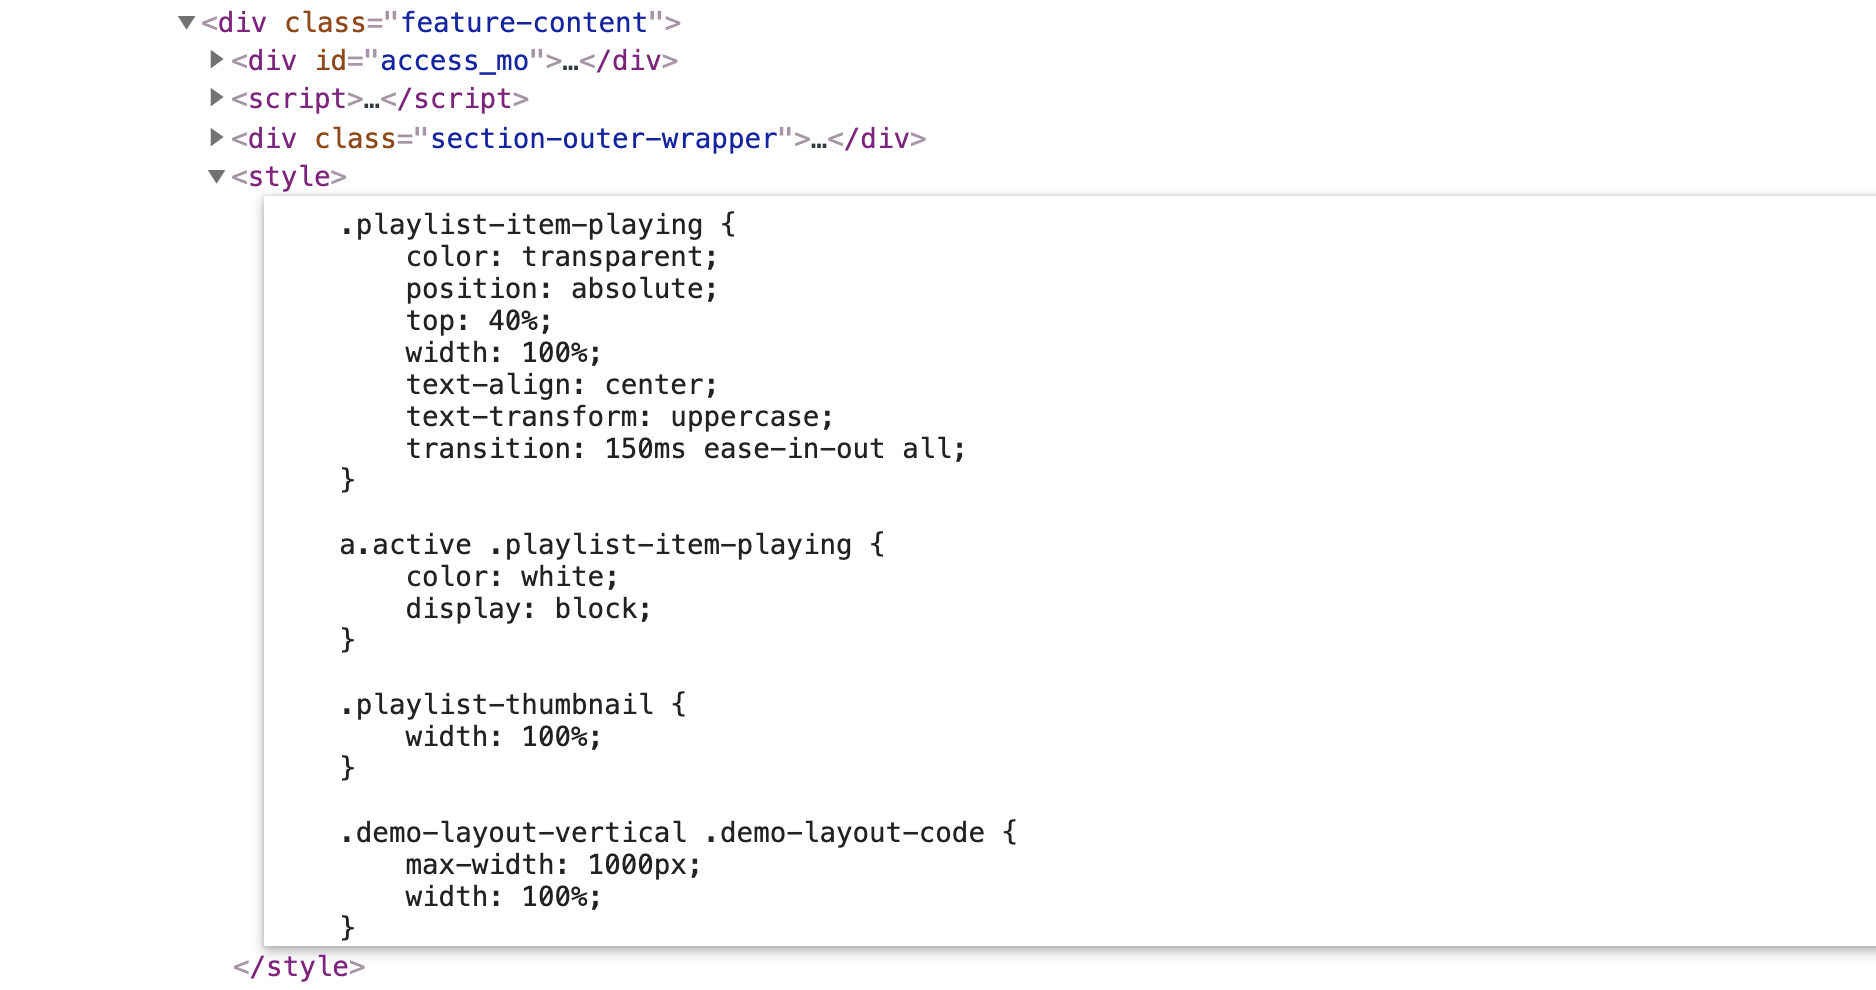 ▼<div class="feature-content">
▶<div id="access_mo">…</div>
▶<script>…</script>
▶<div class="section-outer-wrapper">…</div>
▼<style>
.playlist-item-playing {
color: transparent;
position: absolute;
top: 40%;
width: 100%;
text-align: center;
text-transform: uppercase;
transition: 150ms ease-in-out all;
}
a.active .playlist-item-playing {
color: white;
display: block;
}
.playlist-thumbnail {
width: 100%;
}
.demo-layout-vertical .demo-layout-code {
max-width: 1000px;
width: 100%;
}
</style>